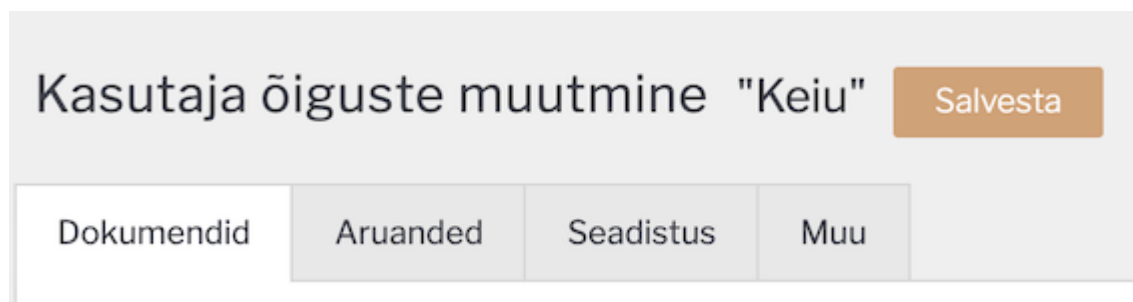 Kasutaja õiguste muutmine "Keiu" Salvesta
Dokumendid Aruanded Seadistus Muu